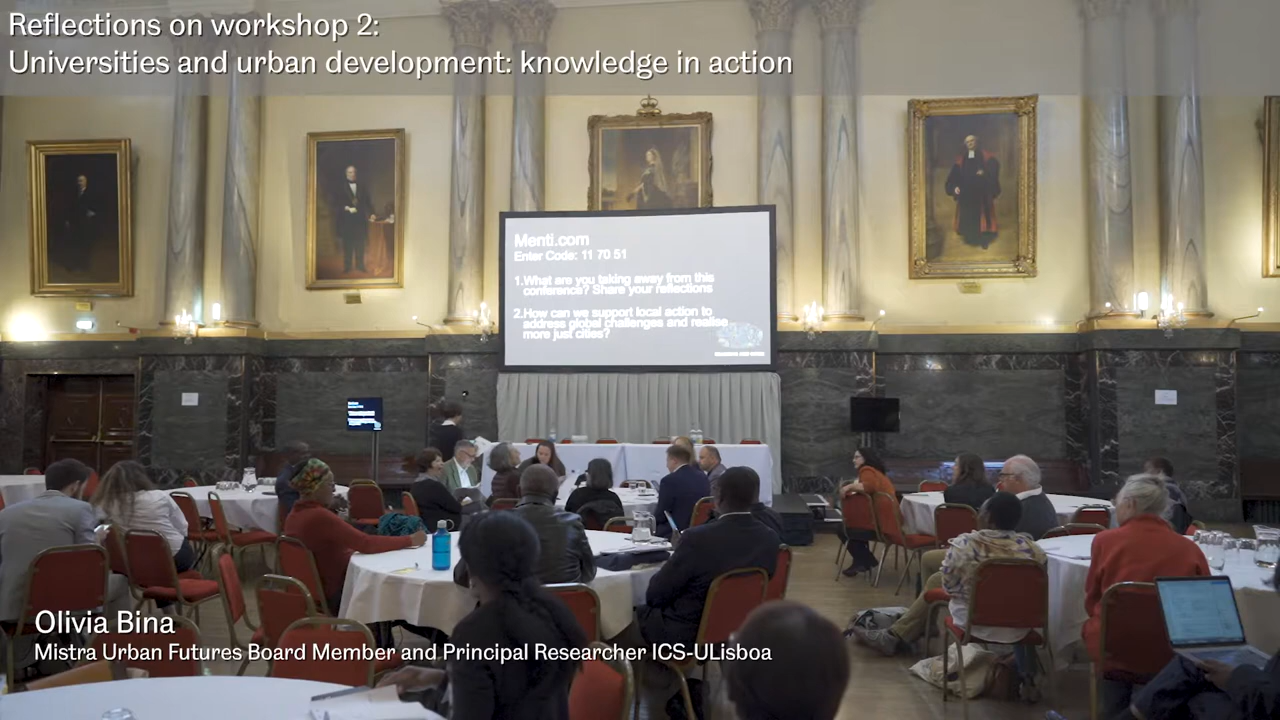 Reflections on workshop 2:
Universities and urban development: knowledge in action
Menti.com
Enter Code: 11 70 51
1.What are you taking away from this
conference? Share your reflections
2.How can we support local action to
address global challenges and realise
more just cities?
Olivia Bina
Mistra Urban Futures Board Member and Principal Researcher ICS-ULisboa